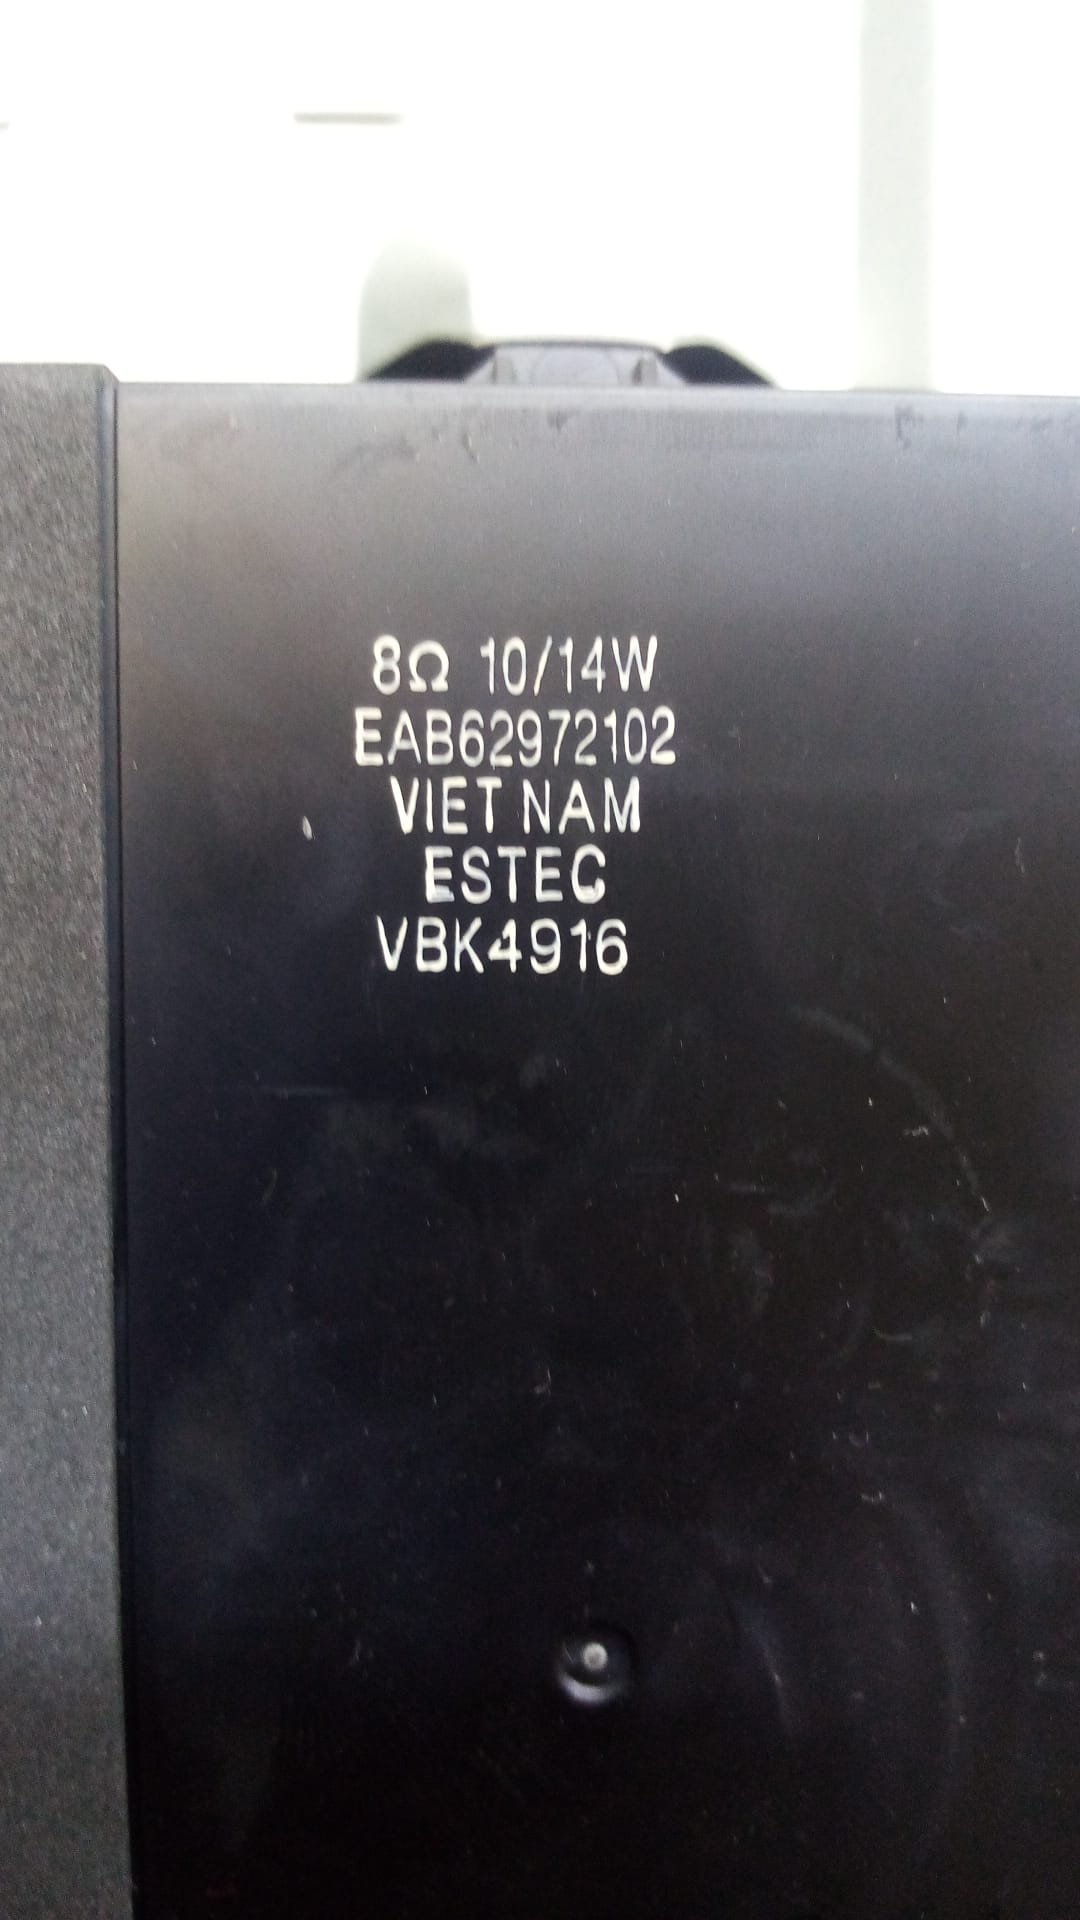 8Ω 10/14W
EAB62972102
VIET NAM
ESTEC
VBK4916